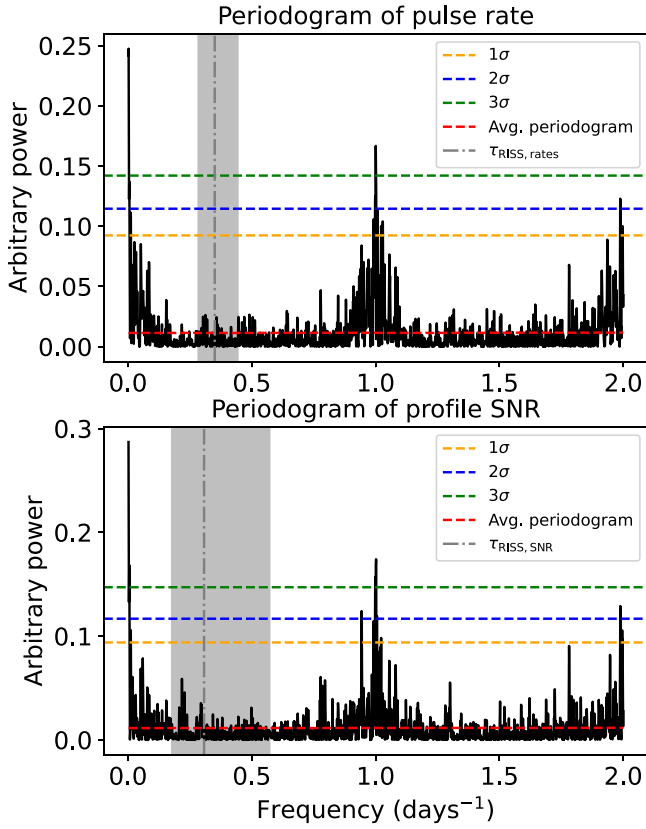 Periodogram of pulse rate
Arbitrary power
0.25
0.20
0.15
0.10
0.05
0.00
1σ
2σ
3σ
Avg. periodogram
τRISS, rates
0.0 0.5 1.0 1.5 2.0
Periodogram of profile SNR
Arbitrary power
0.3
0.2
0.1
0.0
1σ
2σ
3σ
Avg. periodogram
τRISS, SNR
0.0 0.5 1.0 1.5 2.0
Frequency (days⁻¹)